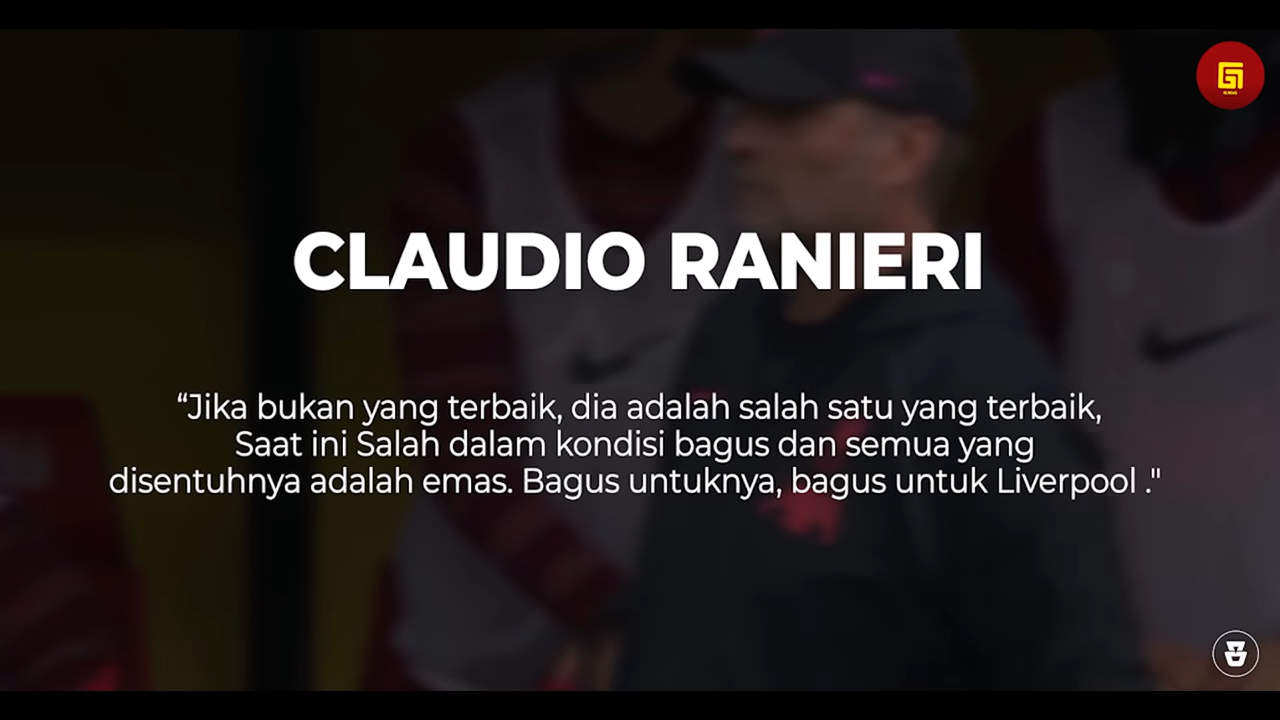 CLAUDIO RANIERI
“Jika bukan yang terbaik, dia adalah salah satu yang terbaik,
Saat ini Salah dalam kondisi bagus dan semua yang
disentuhnya adalah emas. Bagus untuknya, bagus untuk Liverpool ."